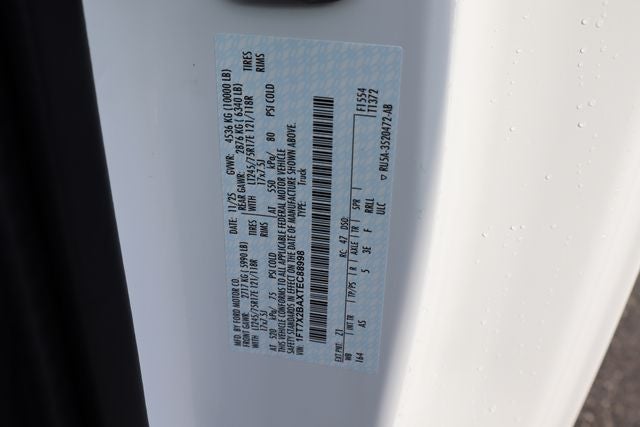 MFD. BY FORD MOTOR CO.
DATE: 11/25 GVWR: 4536 KG (10000 LB)
FRONT GAWR: 2717 KG (5990 LB) REAR GAWR: 2876 KG (6340 LB)
WITH LT245/75R17E 121/118R TIRES WITH LT245/75R17E 121/118R TIRES
17x7.5J RIMS 17x7.5J RIMS
AT 520 kPa/ 75 PSI COLD AT 550 kPa/ 80 PSI COLD
THIS VEHICLE CONFORMS TO ALL APPLICABLE FEDERAL MOTOR VEHICLE
SAFETY STANDARDS IN EFFECT ON THE DATE OF MANUFACTURE SHOWN ABOVE.
VIN: 1FT7X2BAXTEC88998 TYPE: Truck
F1554
T1372
EXT PNT: Z1 RC: 47 DSO:
WB INT TR TP/PS R AXLE TR SPR
164 AS 5 3E F RRLL
ULC
▽ RU5A-3520472-AB